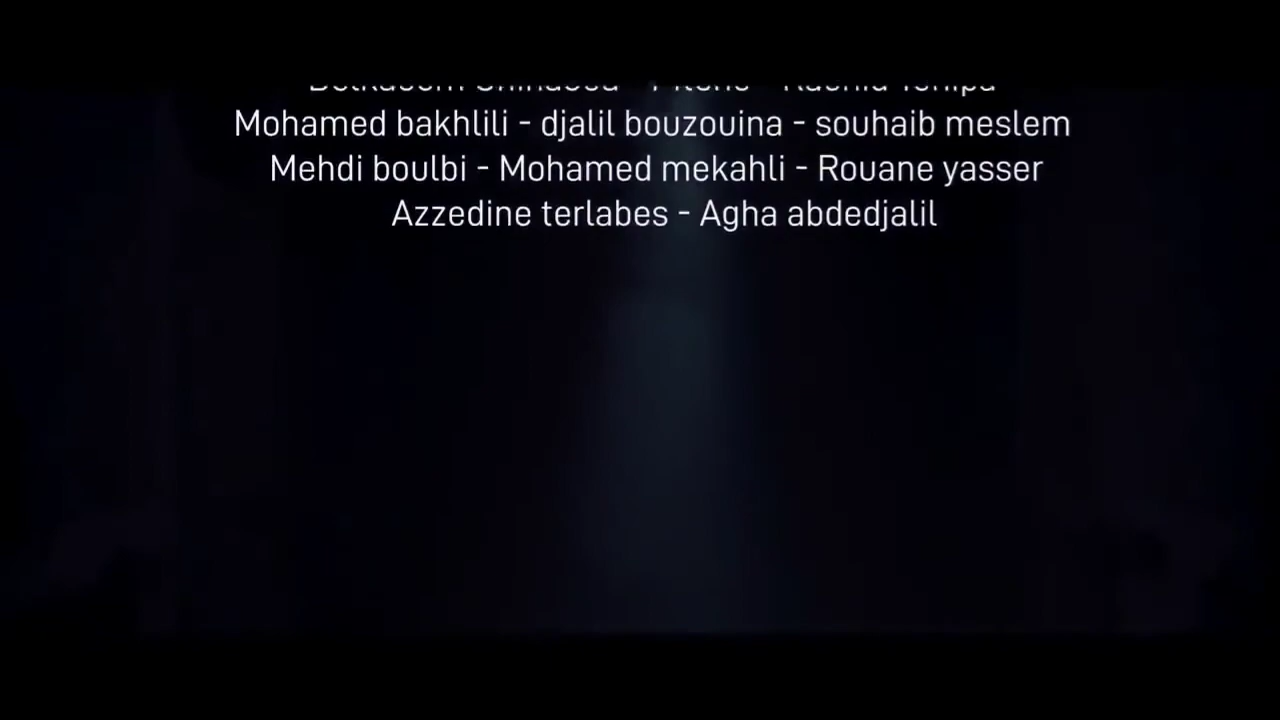 Mohamed bakhlili - djalil bouzouina - souhaib meslem
Mehdi boulbi - Mohamed mekahli - Rouane yasser
Azzedine terlabes - Agha abdedjalil